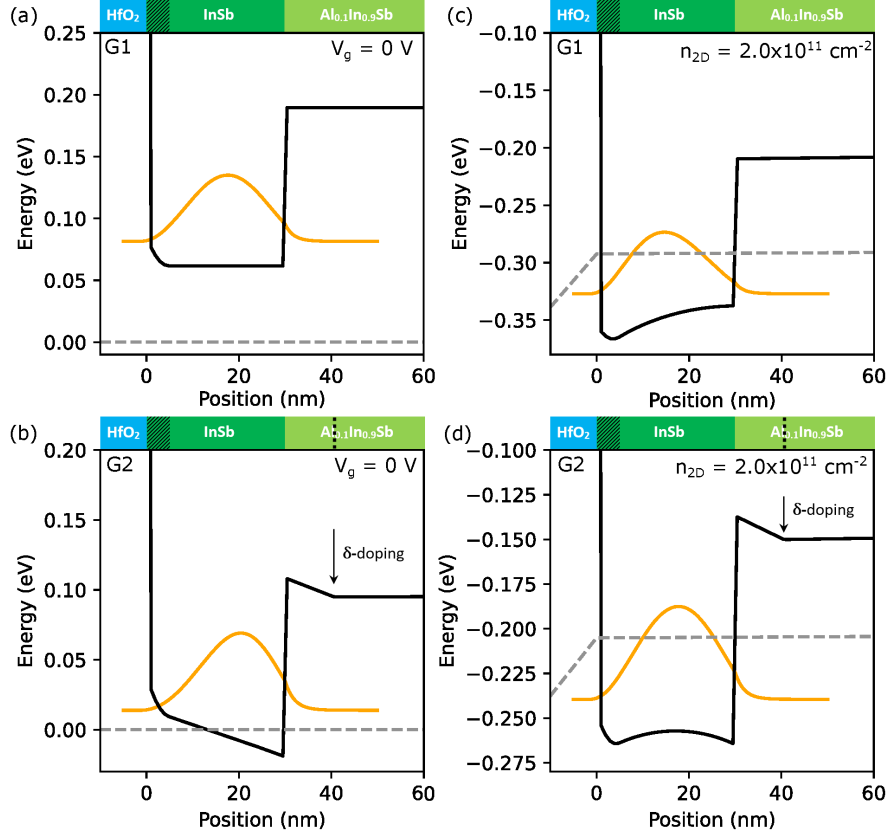 HfO₂ InSb Al₀.₁In₀.₉Sb
(a)
G1
V_g = 0 V
Energy (eV)
0.25
0.20
0.15
0.10
0.05
0.00
0 20 40 60
Position (nm)
HfO₂ InSb Al₀.₁In₀.₉Sb
(c)
G1
n₂D = 2.0x10¹¹ cm⁻²
Energy (eV)
−0.10
−0.15
−0.20
−0.25
−0.30
−0.35
0 20 40 60
Position (nm)
HfO₂ InSb Al₀.₁In₀.₉Sb
(b)
G2
V_g = 0 V
δ-doping
Energy (eV)
0.20
0.15
0.10
0.05
0.00
0 20 40 60
Position (nm)
HfO₂ InSb Al₀.₁In₀.₉Sb
(d)
G2
n₂D = 2.0x10¹¹ cm⁻²
δ-doping
Energy (eV)
−0.100
−0.125
−0.150
−0.175
−0.200
−0.225
−0.250
−0.275
0 20 40 60
Position (nm)